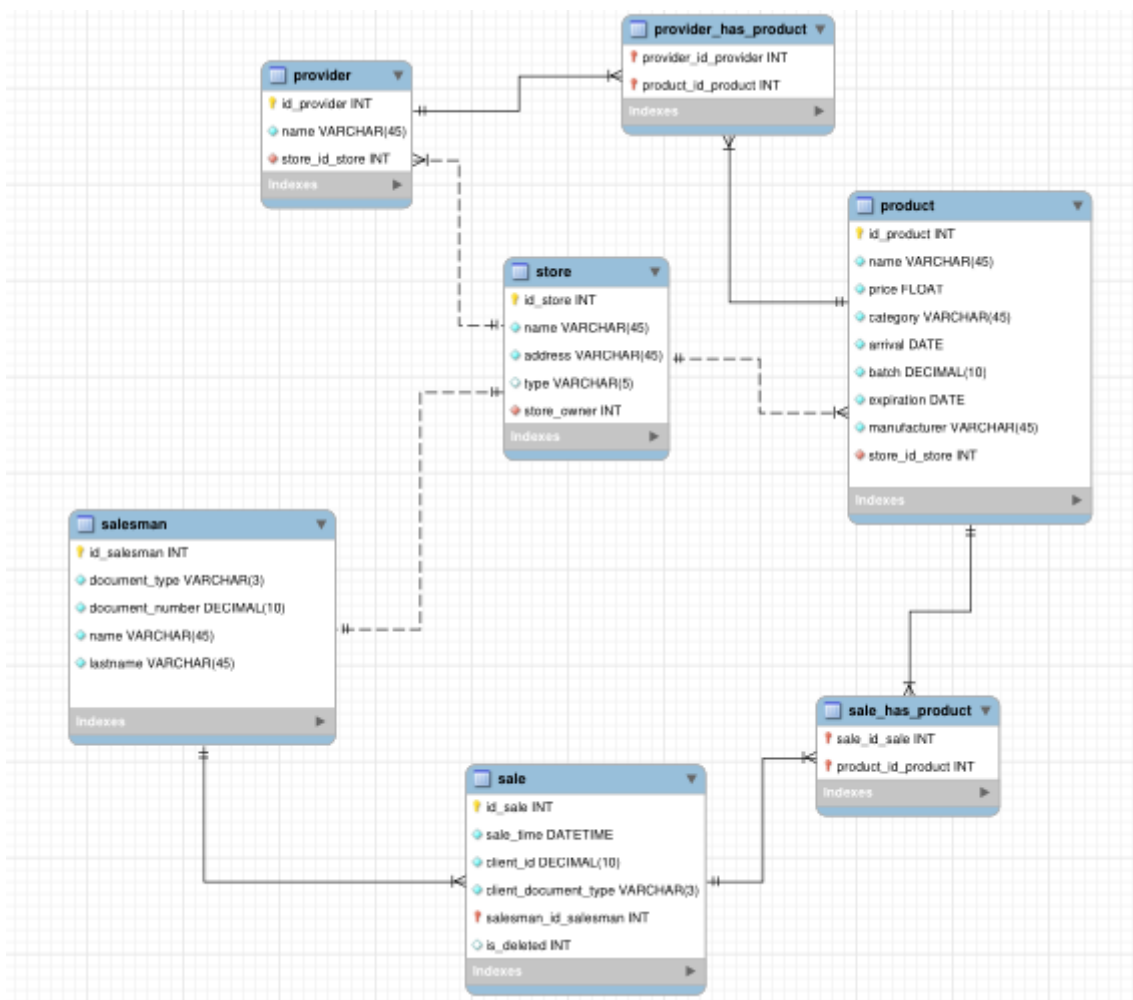 provider_has_product
provider_id_provider INT
product_id_product INT
Indexes
provider
id_provider INT
name VARCHAR(45)
store_id_store INT
Indexes
product
id_product INT
name VARCHAR(45)
price FLOAT
category VARCHAR(45)
arrival DATE
batch DECIMAL(10)
expiration DATE
manufacturer VARCHAR(45)
store_id_store INT
Indexes
store
id_store INT
name VARCHAR(45)
address VARCHAR(45)
type VARCHAR(5)
store_owner INT
Indexes
salesman
id_salesman INT
document_type VARCHAR(3)
document_number DECIMAL(10)
name VARCHAR(45)
lastname VARCHAR(45)
Indexes
sale_has_product
sale_id_sale INT
product_id_product INT
Indexes
sale
id_sale INT
sale_time DATETIME
client_id DECIMAL(10)
client_document_type VARCHAR(3)
salesman_id_salesman INT
is_deleted INT
Indexes